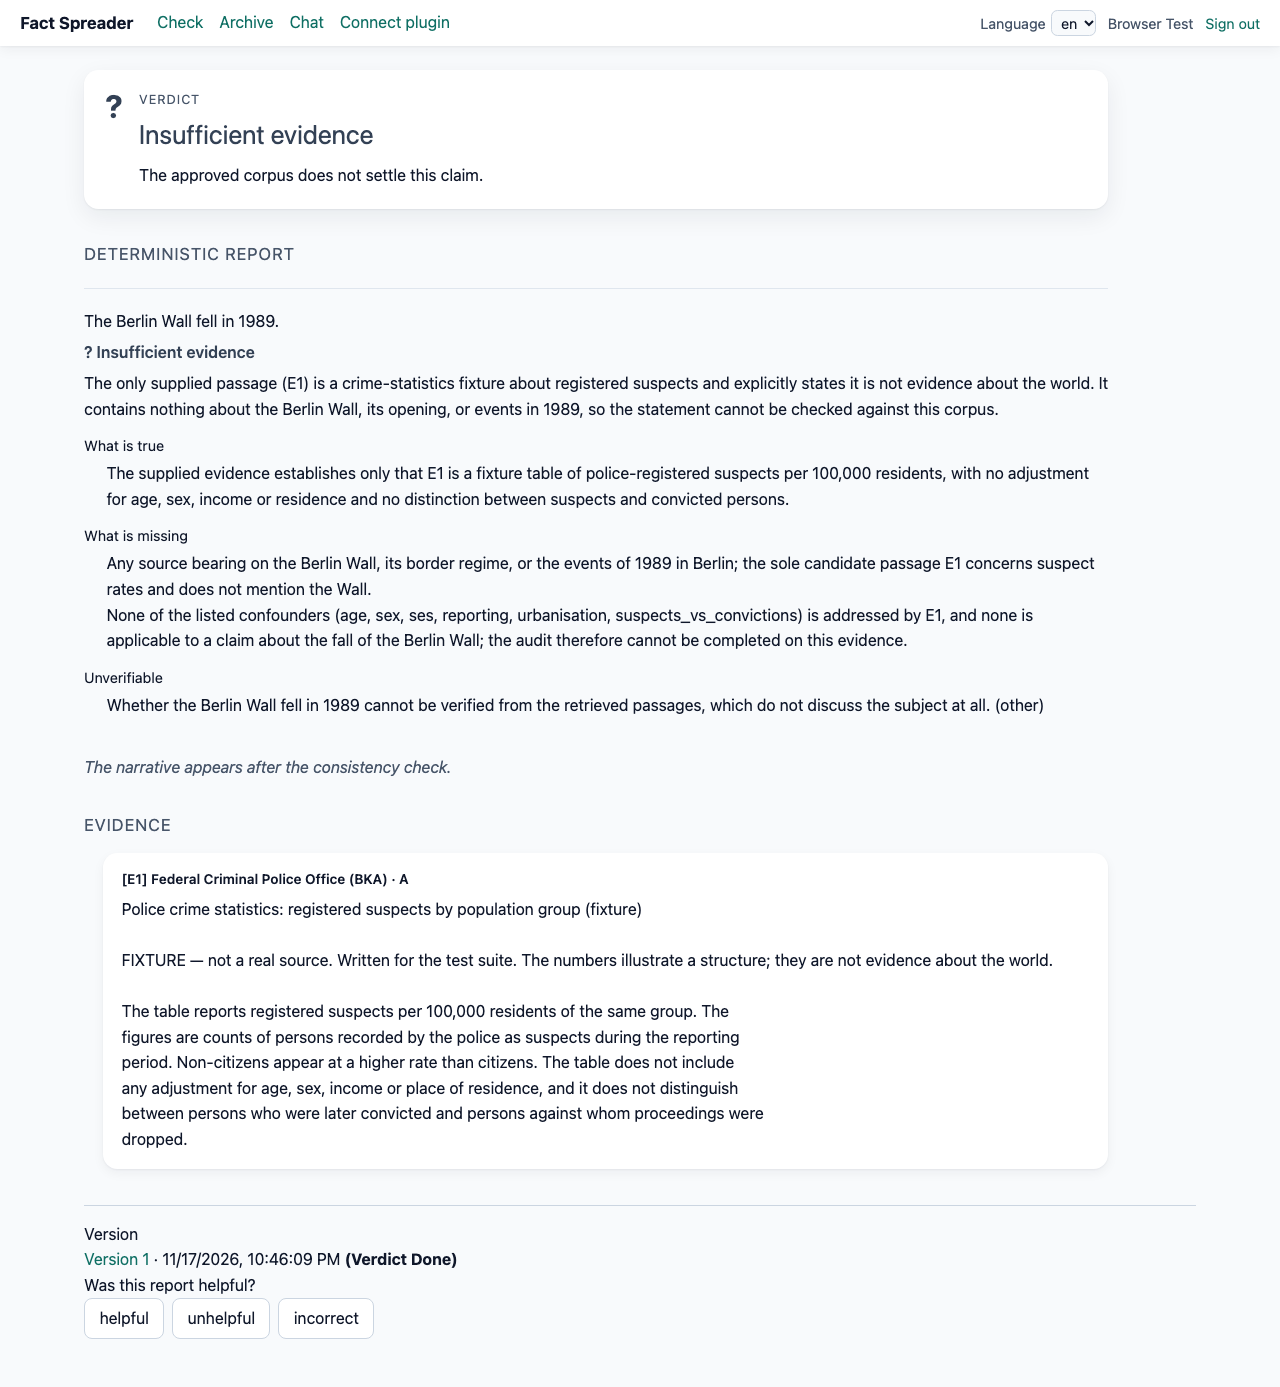 Fact Spreader Check Archive Chat Connect plugin Language en Browser Test Sign out
?
VERDICT
Insufficient evidence
The approved corpus does not settle this claim.
DETERMINISTIC REPORT
The Berlin Wall fell in 1989.
? Insufficient evidence
The only supplied passage (E1) is a crime-statistics fixture about registered suspects and explicitly states it is not evidence about the world. It
contains nothing about the Berlin Wall, its opening, or events in 1989, so the statement cannot be checked against this corpus.
What is true
The supplied evidence establishes only that E1 is a fixture table of police-registered suspects per 100,000 residents, with no adjustment
for age, sex, income or residence and no distinction between suspects and convicted persons.
What is missing
Any source bearing on the Berlin Wall, its border regime, or the events of 1989 in Berlin; the sole candidate passage E1 concerns suspect
rates and does not mention the Wall.
None of the listed confounders (age, sex, ses, reporting, urbanisation, suspects_vs_convictions) is addressed by E1, and none is
applicable to a claim about the fall of the Berlin Wall; the audit therefore cannot be completed on this evidence.
Unverifiable
Whether the Berlin Wall fell in 1989 cannot be verified from the retrieved passages, which do not discuss the subject at all. (other)
The narrative appears after the consistency check.
EVIDENCE
[E1] Federal Criminal Police Office (BKA) · A
Police crime statistics: registered suspects by population group (fixture)
FIXTURE — not a real source. Written for the test suite. The numbers illustrate a structure; they are not evidence about the world.
The table reports registered suspects per 100,000 residents of the same group. The
figures are counts of persons recorded by the police as suspects during the reporting
period. Non-citizens appear at a higher rate than citizens. The table does not include
any adjustment for age, sex, income or place of residence, and it does not distinguish
between persons who were later convicted and persons against whom proceedings were
dropped.
Version
Version 1 · 11/17/2026, 10:46:09 PM (Verdict Done)
Was this report helpful?
helpful unhelpful incorrect